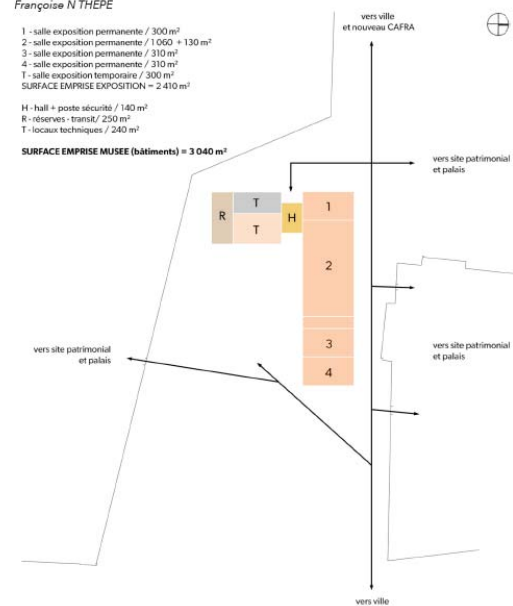 Françoise N THEPE
1 - salle exposition permanente / 300 m²
2 - salle exposition permanente / 1 060 + 130 m²
3 - salle exposition permanente / 310 m²
4 - salle exposition permanente / 310 m²
T - salle exposition temporaire / 300 m²
SURFACE EMPRISE EXPOSITION = 2 410 m²
H - hall + poste sécurité / 140 m²
R - réserves - transit/ 250 m²
T - locaux techniques / 240 m²
SURFACE EMPRISE MUSEE (bâtiments) = 3 040 m²
vers ville
et nouveau CAFRA
vers site patrimonial
et palais
T
1
R
H
T
2
3
4
vers site patrimonial
et palais
vers site patrimonial
et palais
vers ville